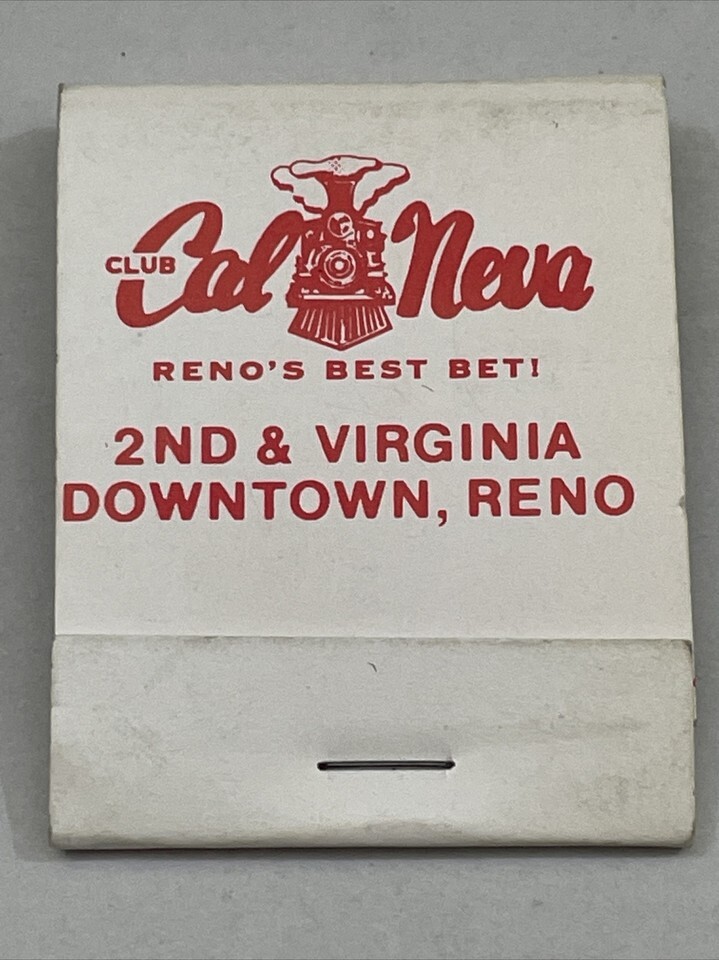 CLUB Cal Neva
RENO'S BEST BET!
2ND & VIRGINIA
DOWNTOWN, RENO